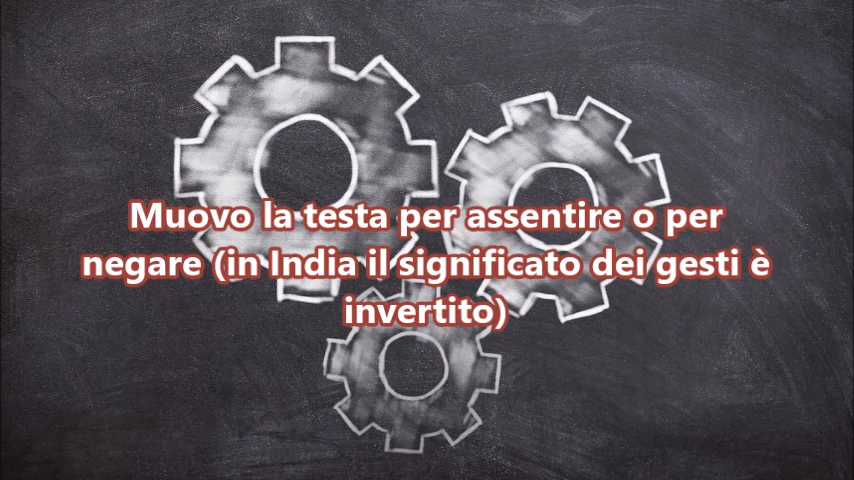 Muovo la testa per assentire o per
negare (in India il significato dei gesti è
invertito)